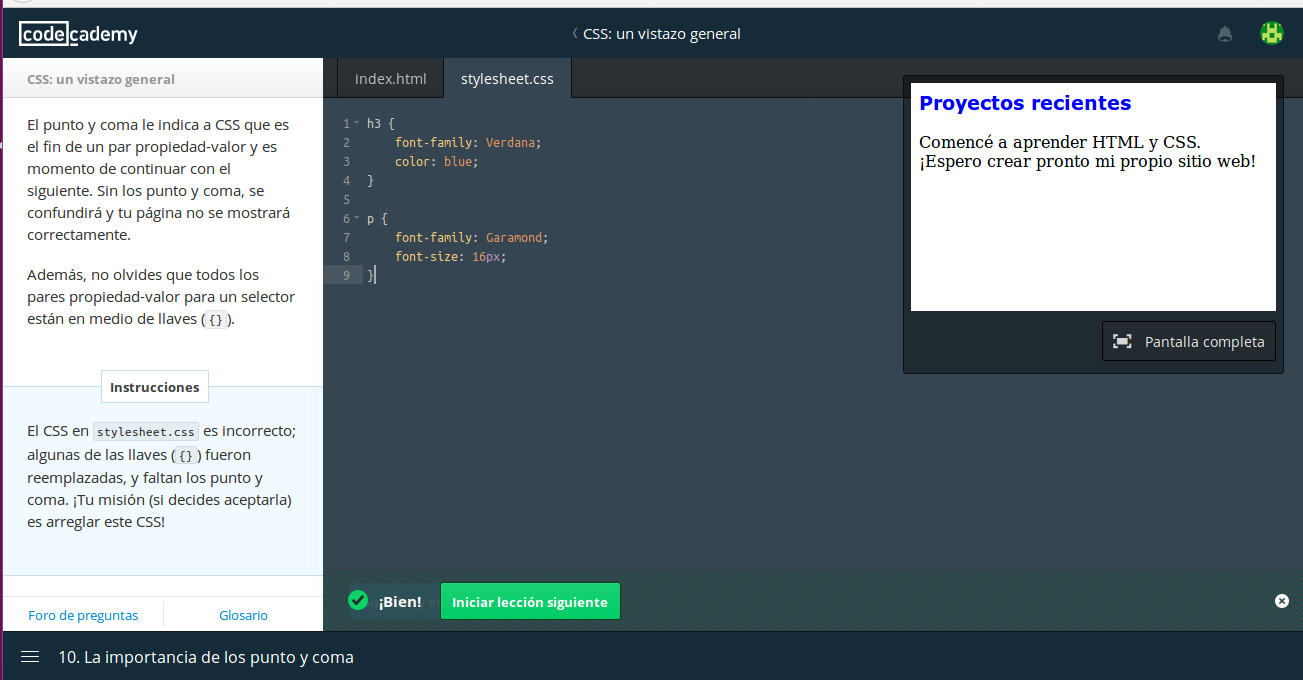 codecademy
CSS: un vistazo general
CSS: un vistazo general
El punto y coma le indica a CSS que es
el fin de un par propiedad-valor y es
momento de continuar con el
siguiente. Sin los punto y coma, se
confundirá y tu página no se mostrará
correctamente.
Además, no olvides que todos los
pares propiedad-valor para un selector
están en medio de llaves ({}).
Instrucciones
El CSS en stylesheet.css es incorrecto;
algunas de las llaves ({}) fueron
reemplazadas, y faltan los punto y
coma. ¡Tu misión (si decides aceptarla)
es arreglar este CSS!
Foro de preguntas
Glosario
index.html
stylesheet.css
1 h3 {
2 font-family: Verdana;
3 color: blue;
4 }
5
6 p {
7 font-family: Garamond;
8 font-size: 16px;
9 }
Proyectos recientes
Comencé a aprender HTML y CSS.
¡Espero crear pronto mi propio sitio web!
Pantalla completa
¡Bien!
Iniciar lección siguiente
10. La importancia de los punto y coma